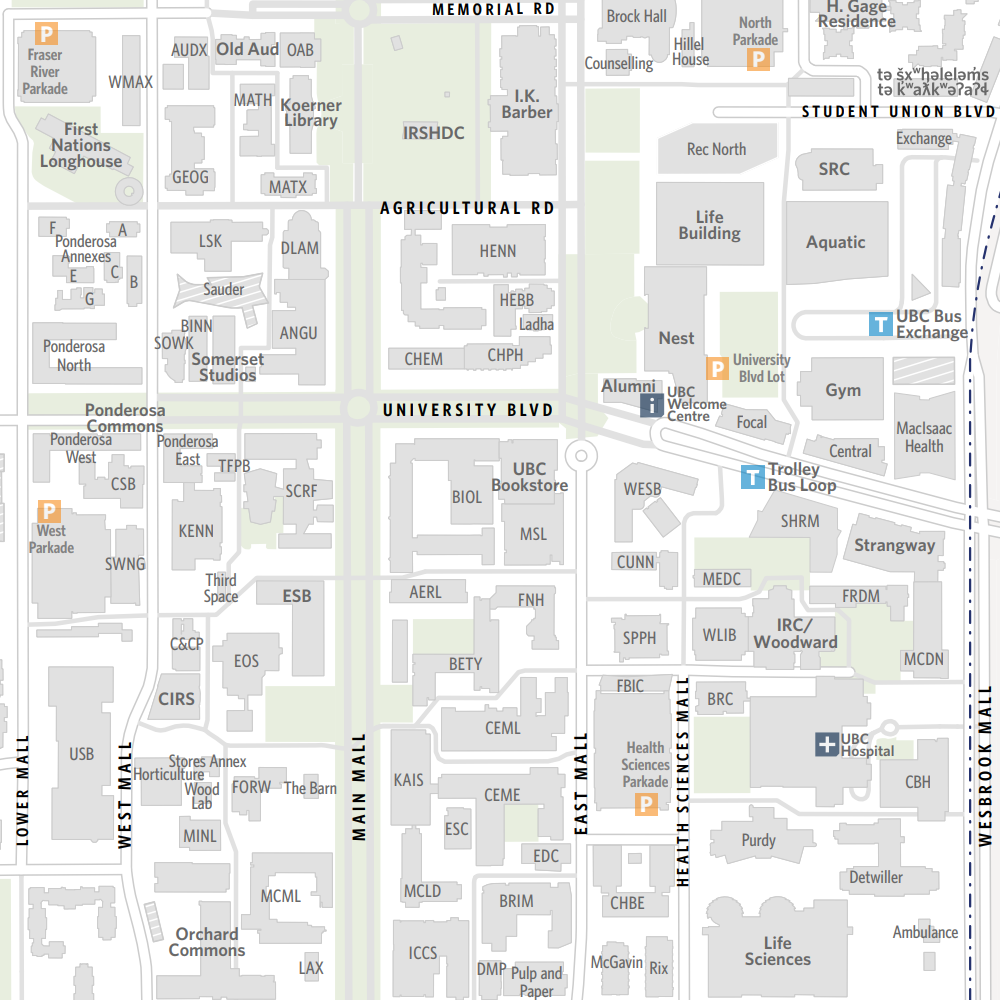 MEMORIAL RD
P
Fraser
River
Parkade
WMAX
AUDX
Old Aud
OAB
MATH
Koerner
Library
IRSHDC
I.K.
Barber
Brock Hall
Counselling
Hillel
House
North
Parkade
P
H. Gage
Residence
tə šxʷhəleləm̓s
tə k̓ʷaƛ̓kʷəʔaʔɬ
STUDENT UNION BLVD
First
Nations
Longhouse
GEOG
MATX
Rec North
SRC
Exchange
AGRICULTURAL RD
F
A
Ponderosa
Annexes
E
C
B
G
LSK
DLAM
HENN
Life
Building
Aquatic
Sauder
HEBB
Ladha
T
UBC Bus
Exchange
Ponderosa
North
BINN
SOWK
Somerset
Studios
ANGU
CHEM
CHPH
Nest
P
University
Blvd Lot
Gym
Alumni
i
UBC
Welcome
Centre
Ponderosa
Commons
UNIVERSITY BLVD
Focal
MacIsaac
Health
Ponderosa
West
Ponderosa
East
TFPB
CSB
SCRF
BIOL
UBC
Bookstore
WESB
T
Trolley
Bus Loop
Central
P
West
Parkade
KENN
MSL
SHRM
Strangway
SWNG
Third
Space
ESB
AERL
FNH
CUNN
MEDC
FRDM
C&CP
EOS
BETY
SPPH
WLIB
IRC/
Woodward
MCDN
CIRS
CEML
FBIC
BRC
USB
Stores Annex
Horticulture
Wood
Lab
FORW
The Barn
KAIS
CEME
Health
Sciences
Parkade
P
UBC
Hospital
CBH
LOWER MALL
WEST MALL
MAIN MALL
EAST MALL
HEALTH SCIENCES MALL
WESBROOK MALL
MINL
ESC
EDC
Purdy
Detwiller
MCML
MCLD
BRIM
CHBE
Orchard
Commons
LAX
ICCS
DMP
Pulp and
Paper
McGavin
Rix
Life
Sciences
Ambulance